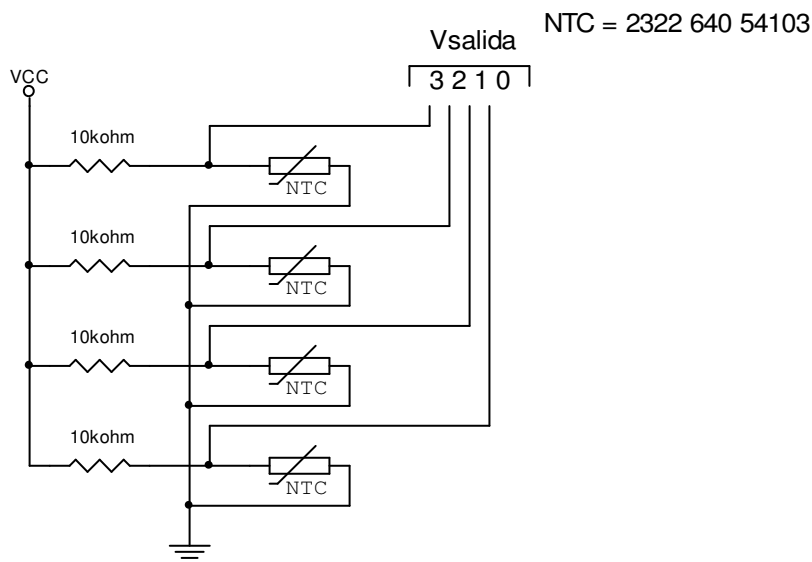 NTC = 2322 640 54103
Vsalida
3 2 1 0
VCC
10kohm
NTC
10kohm
NTC
10kohm
NTC
10kohm
NTC